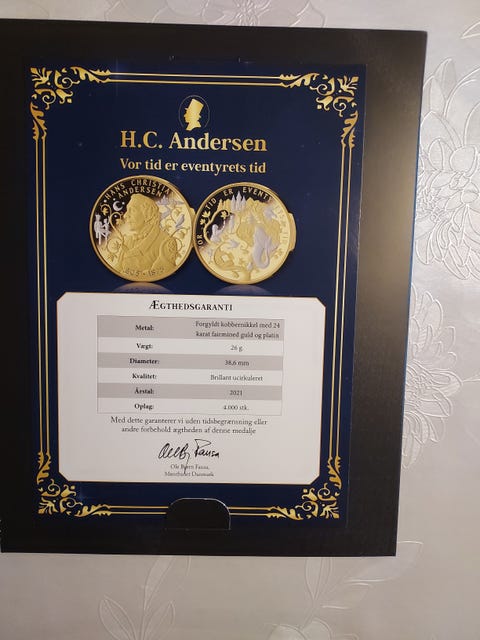 H.C. Andersen
Vor tid er eventyrets tid
HANS CHRISTIAN
ANDERSEN
1805 - 1875
TID ER EVENT
ÆGTHEDSGARANTI
Metal: Forgyldt kobbernikkel med 24
karat fairmined guld og platin
Vægt: 26 g.
Diameter: 38,6 mm
Kvalitet: Brillant ucirkuleret
Årstal: 2021
Oplag: 4.000 stk.
Med dette garanterer vi uden tidsbegrænsning eller
andre forbehold ægtheden af denne medalje
Ole Bjørn Fausa,
Mønthuset Danmark